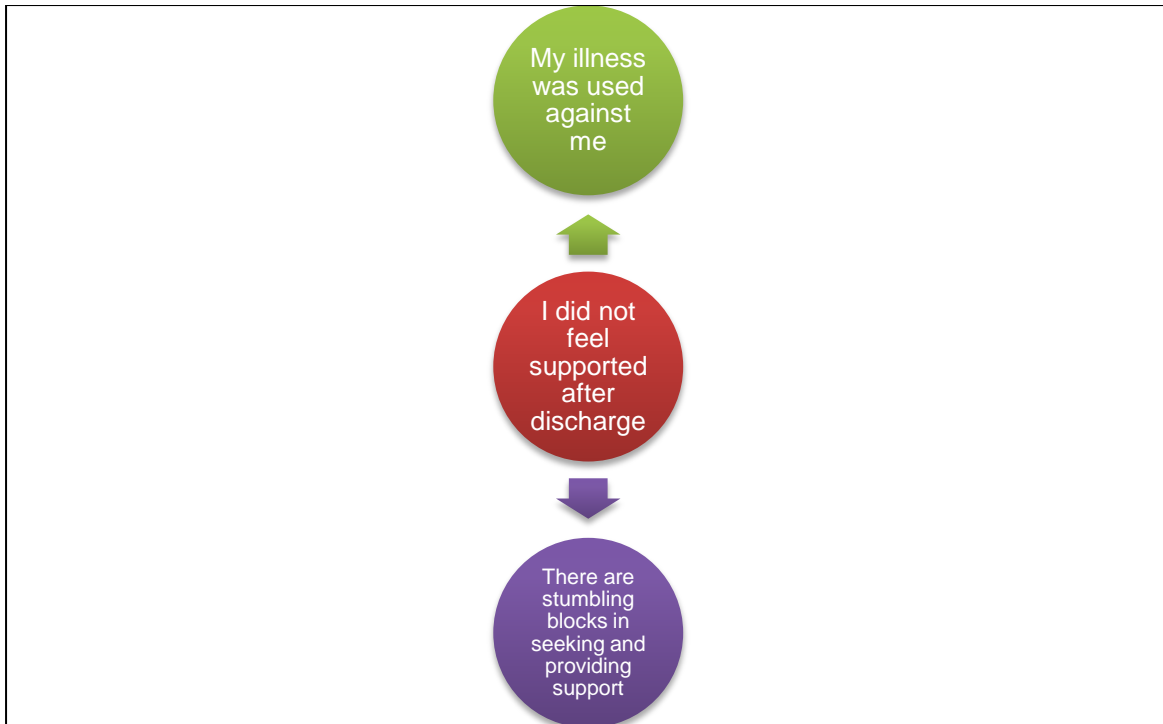 My illness
was used
against
me
I did not
feel
supported
after
discharge
There are
stumbling
blocks in
seeking and
providing
support